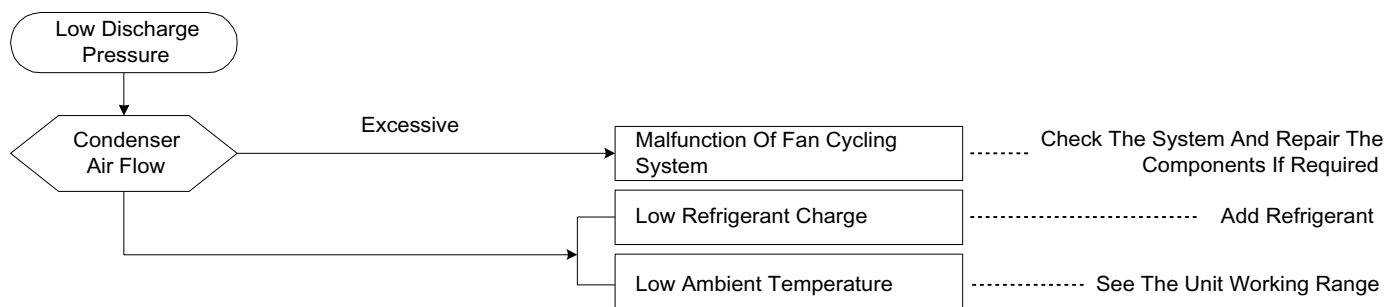 Low Discharge
Pressure
Condenser
Air Flow
Excessive
Malfunction Of Fan Cycling
System
Check The System And Repair The
Components If Required
Low Refrigerant Charge
Add Refrigerant
Low Ambient Temperature
See The Unit Working Range